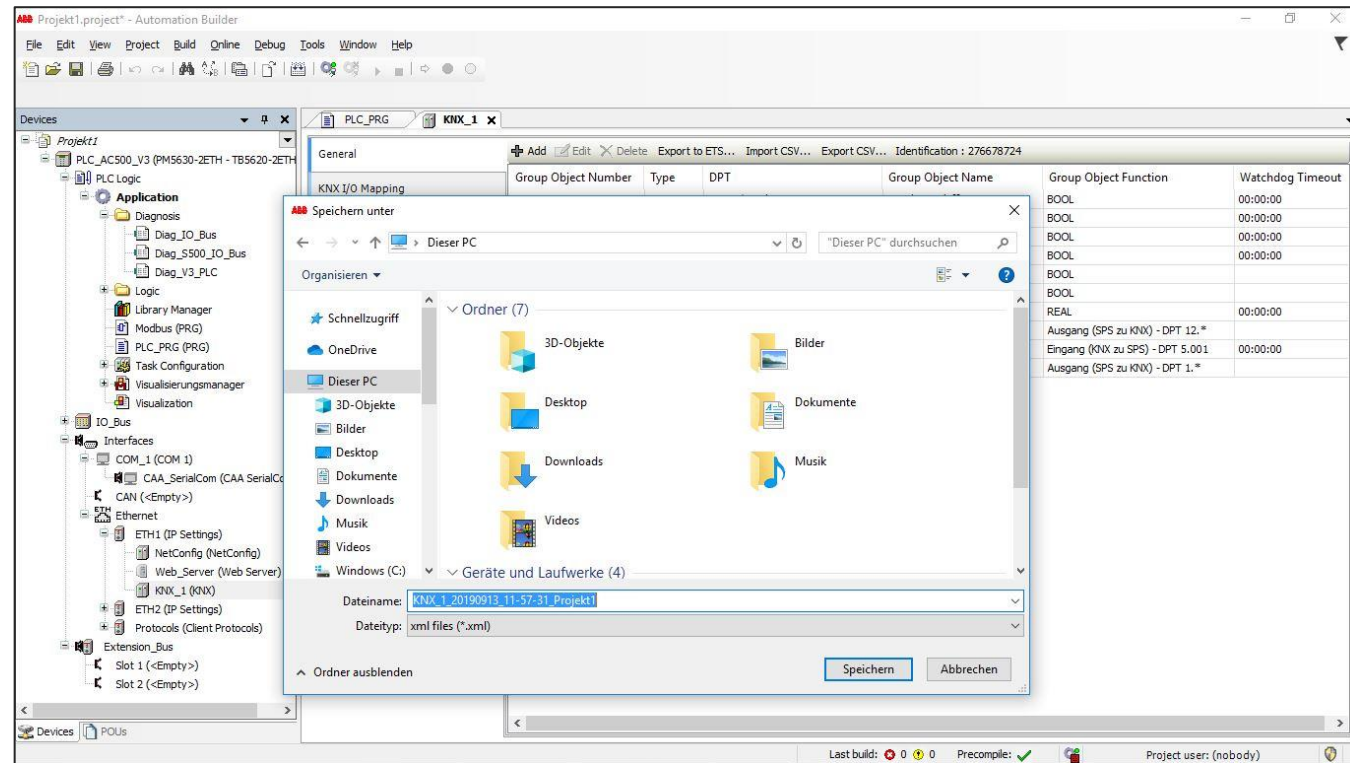 ABB Projekt1.project* - Automation Builder
File Edit View Project Build Online Debug Tools Window Help
Devices
Projekt1
PLC_AC500_V3 (PM5630-2ETH - TB5620-2ETH
PLC Logic
Application
Diagnosis
Diag_IO_Bus
Diag_S500_IO_Bus
Diag_V3_PLC
Logic
Library Manager
Modbus (PRG)
PLC_PRG (PRG)
Task Configuration
Visualisierungsmanager
Visualization
IO_Bus
Interfaces
COM_1 (COM 1)
CAA_SerialCom (CAA SerialCo
CAN (<Empty>)
ETH Ethernet
ETH1 (IP Settings)
NetConfig (NetConfig)
Web_Server (Web Server)
KNX_1 (KNX)
ETH2 (IP Settings)
Protocols (Client Protocols)
Extension_Bus
Slot 1 (<Empty>)
Slot 2 (<Empty>)
Devices POUs
PLC_PRG KNX_1
General
KNX I/O Mapping
Add Edit Delete Export to ETS... Import CSV... Export CSV... Identification : 276678724
Group Object Number Type DPT Group Object Name Group Object Function Watchdog Timeout
BOOL 00:00:00
BOOL 00:00:00
BOOL 00:00:00
BOOL 00:00:00
BOOL
BOOL
REAL 00:00:00
Ausgang (SPS zu KNX) - DPT 12.*
Eingang (KNX zu SPS) - DPT 5.001 00:00:00
Ausgang (SPS zu KNX) - DPT 1.*
ABB Speichern unter
Dieser PC "Dieser PC" durchsuchen
Organisieren
Schnellzugriff
OneDrive
Dieser PC
3D-Objekte
Bilder
Desktop
Dokumente
Downloads
Musik
Videos
Windows (C:)
Ordner (7)
3D-Objekte Bilder
Desktop Dokumente
Downloads Musik
Videos
Geräte und Laufwerke (4)
Dateiname: KNX_1_20190913_11-57-31_Projekt1
Dateityp: xml files (*.xml)
Ordner ausblenden Speichern Abbrechen
Last build: 0 0 Precompile: Project user: (nobody)